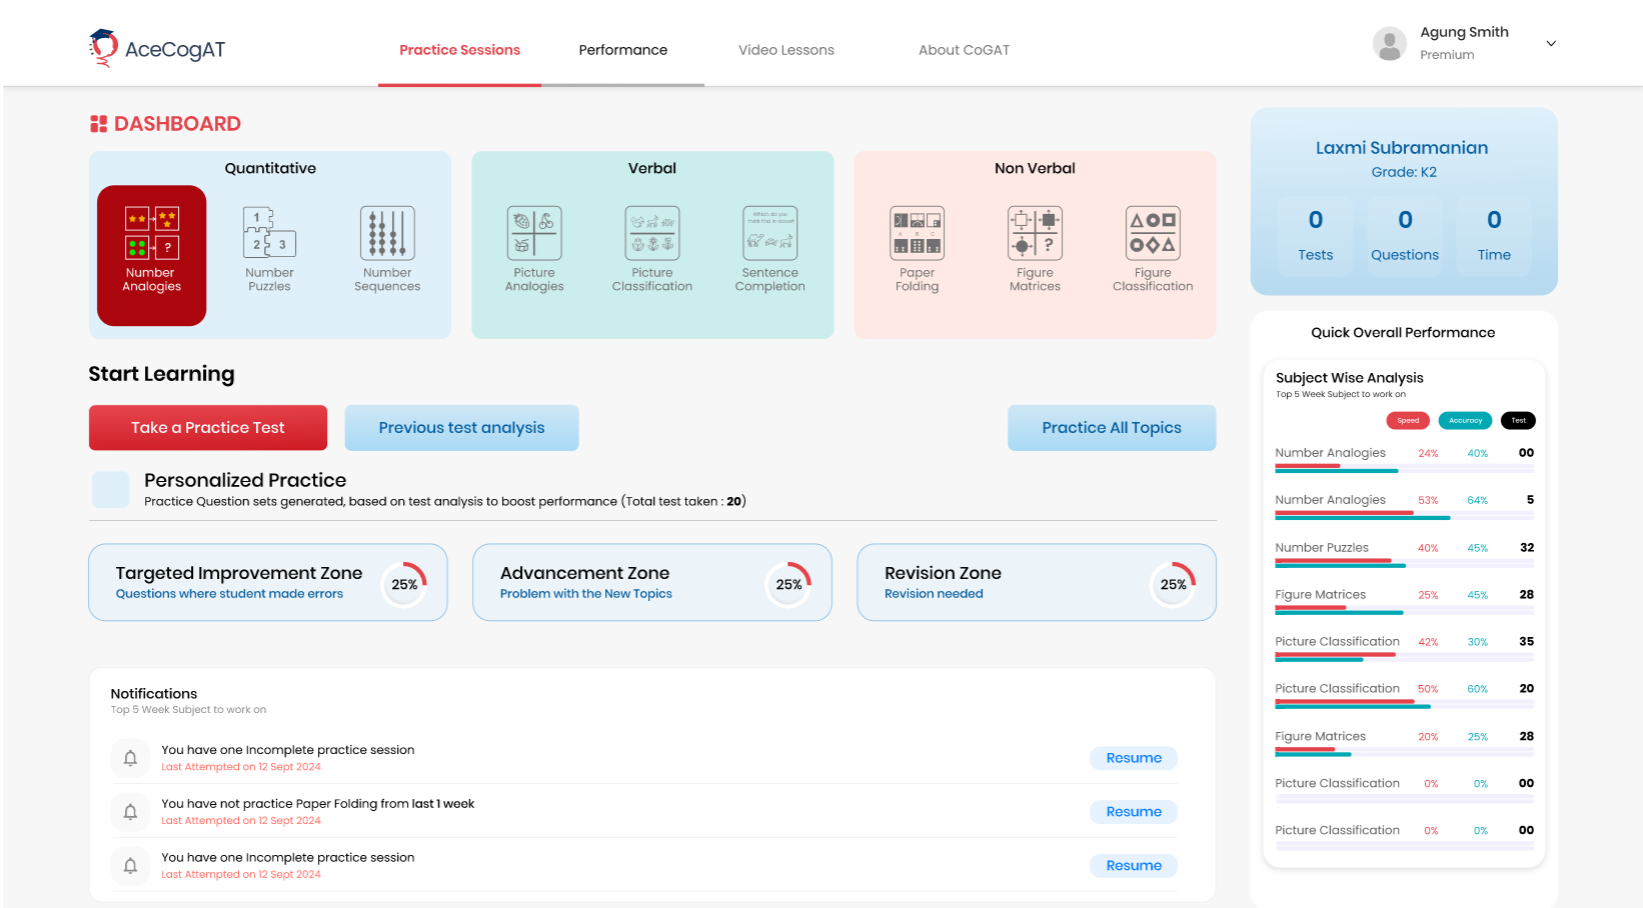 AceCogAT
Practice Sessions
Performance
Video Lessons
About CoGAT
Agung Smith
Premium
DASHBOARD
Quantitative
1
2 3
?
Number
Analogies
Number
Puzzles
Number
Sequences
Verbal
Which do you
think that in ocean?
Picture
Analogies
Picture
Classification
Sentence
Completion
Non Verbal
A B C
?
Paper
Folding
Figure
Matrices
Figure
Classification
Start Learning
Take a Practice Test
Previous test analysis
Practice All Topics
Personalized Practice
Practice Question sets generated, based on test analysis to boost performance (Total test taken : 20)
Targeted Improvement Zone
Questions where student made errors
25%
Advancement Zone
Problem with the New Topics
25%
Revision Zone
Revision needed
25%
Notifications
Top 5 Week Subject to work on
You have one Incomplete practice session
Last Attempted on 12 Sept 2024
Resume
You have not practice Paper Folding from last 1 week
Last Attempted on 12 Sept 2024
Resume
You have one Incomplete practice session
Last Attempted on 12 Sept 2024
Resume
Laxmi Subramanian
Grade: K2
0 0 0
Tests Questions Time
Quick Overall Performance
Subject Wise Analysis
Top 5 Week Subject to work on
Speed Accuracy Test
Number Analogies 24% 40% 00
Number Analogies 53% 64% 5
Number Puzzles 40% 45% 32
Figure Matrices 25% 45% 28
Picture Classification 42% 30% 35
Picture Classification 50% 60% 20
Figure Matrices 20% 25% 28
Picture Classification 0% 0% 00
Picture Classification 0% 0% 00